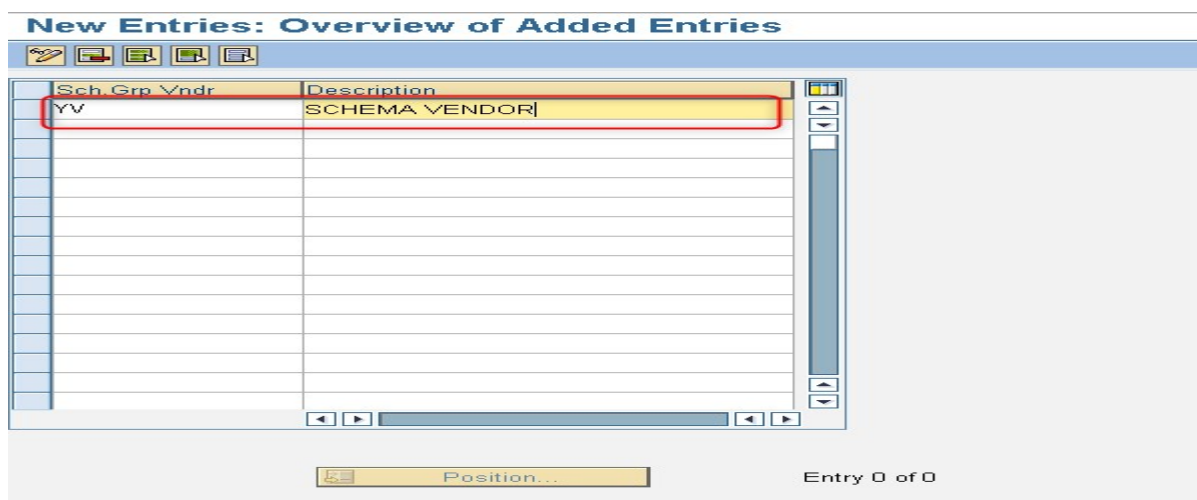 New Entries: Overview of Added Entries
Sch.Grp Vndr Description
YV SCHEMA VENDOR
Position... Entry 0 of 0